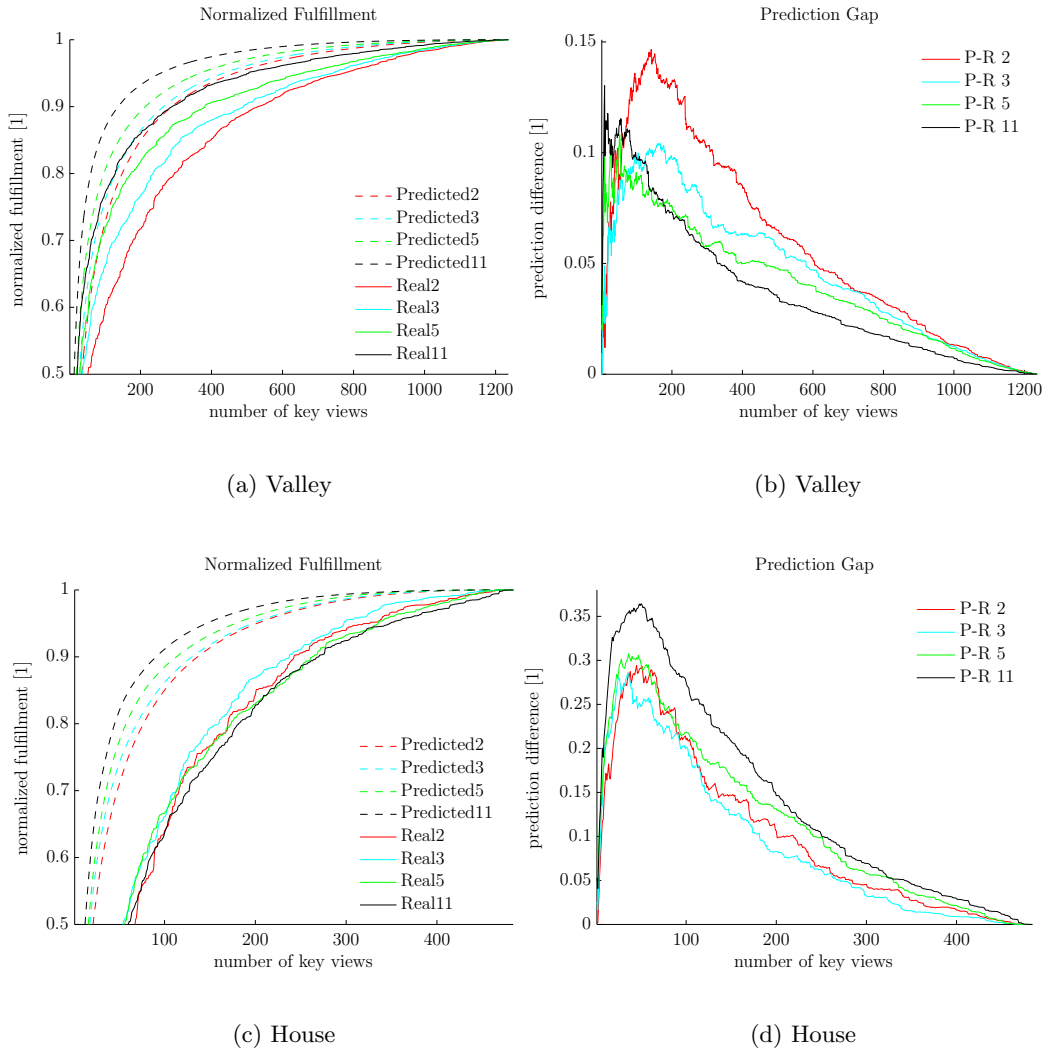 Normalized Fulfillment
normalized fulfillment [1]
1
0.9
0.8
0.7
0.6
0.5
200 400 600 800 1000 1200
number of key views
Predicted2
Predicted3
Predicted5
Predicted11
Real2
Real3
Real5
Real11
(a) Valley
Prediction Gap
prediction difference [1]
0.15
0.1
0.05
0
200 400 600 800 1000 1200
number of key views
P-R 2
P-R 3
P-R 5
P-R 11
(b) Valley
Normalized Fulfillment
normalized fulfillment [1]
1
0.9
0.8
0.7
0.6
0.5
100 200 300 400
number of key views
Predicted2
Predicted3
Predicted5
Predicted11
Real2
Real3
Real5
Real11
(c) House
Prediction Gap
prediction difference [1]
0.35
0.3
0.25
0.2
0.15
0.1
0.05
0
100 200 300 400
number of key views
P-R 2
P-R 3
P-R 5
P-R 11
(d) House